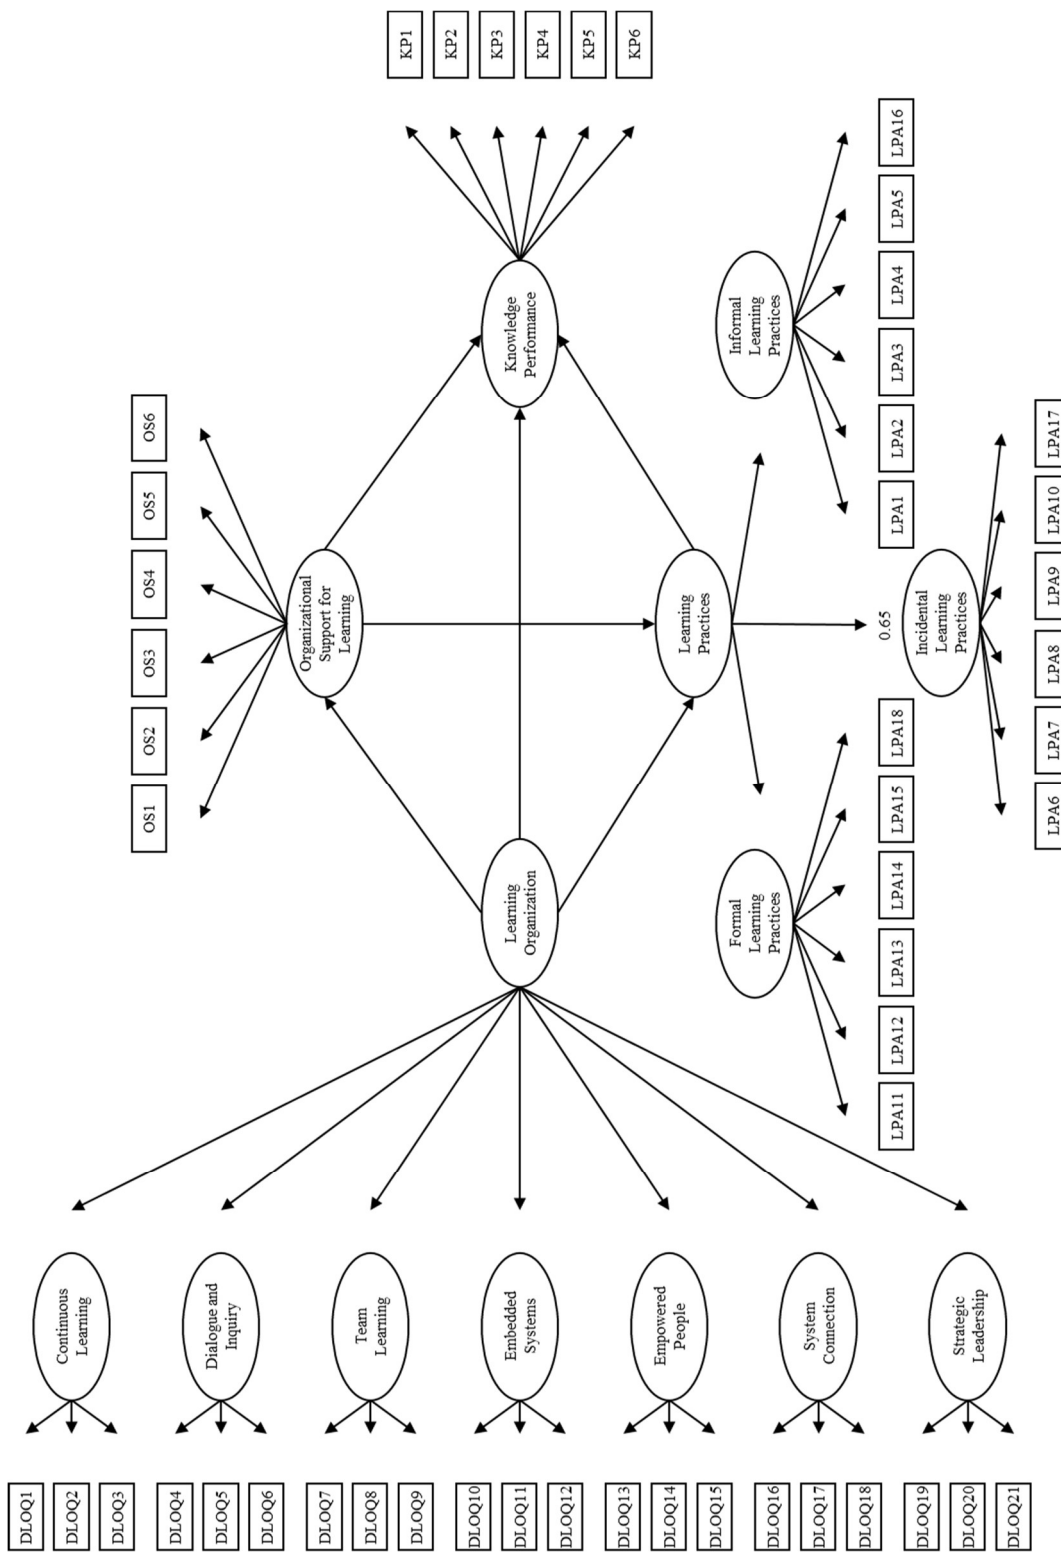 DLOQ1
DLOQ2
DLOQ3
DLOQ4
DLOQ5
DLOQ6
DLOQ7
DLOQ8
DLOQ9
DLOQ10
DLOQ11
DLOQ12
DLOQ13
DLOQ14
DLOQ15
DLOQ16
DLOQ17
DLOQ18
DLOQ19
DLOQ20
DLOQ21
Continuous
Learning
Dialogue and
Inquiry
Team
Learning
Embedded
Systems
Empowered
People
System
Connection
Strategic
Leadership
Learning
Organization
OS1
OS2
OS3
OS4
OS5
OS6
Organizational
Support for
Learning
Learning
Practices
Knowledge
Performance
KP1
KP2
KP3
KP4
KP5
KP6
Formal
Learning
Practices
LPA11
LPA12
LPA13
LPA14
LPA15
LPA18
0.65
Incidental
Learning
Practices
LPA6
LPA7
LPA8
LPA9
LPA10
LPA17
Informal
Learning
Practices
LPA1
LPA2
LPA3
LPA4
LPA5
LPA16